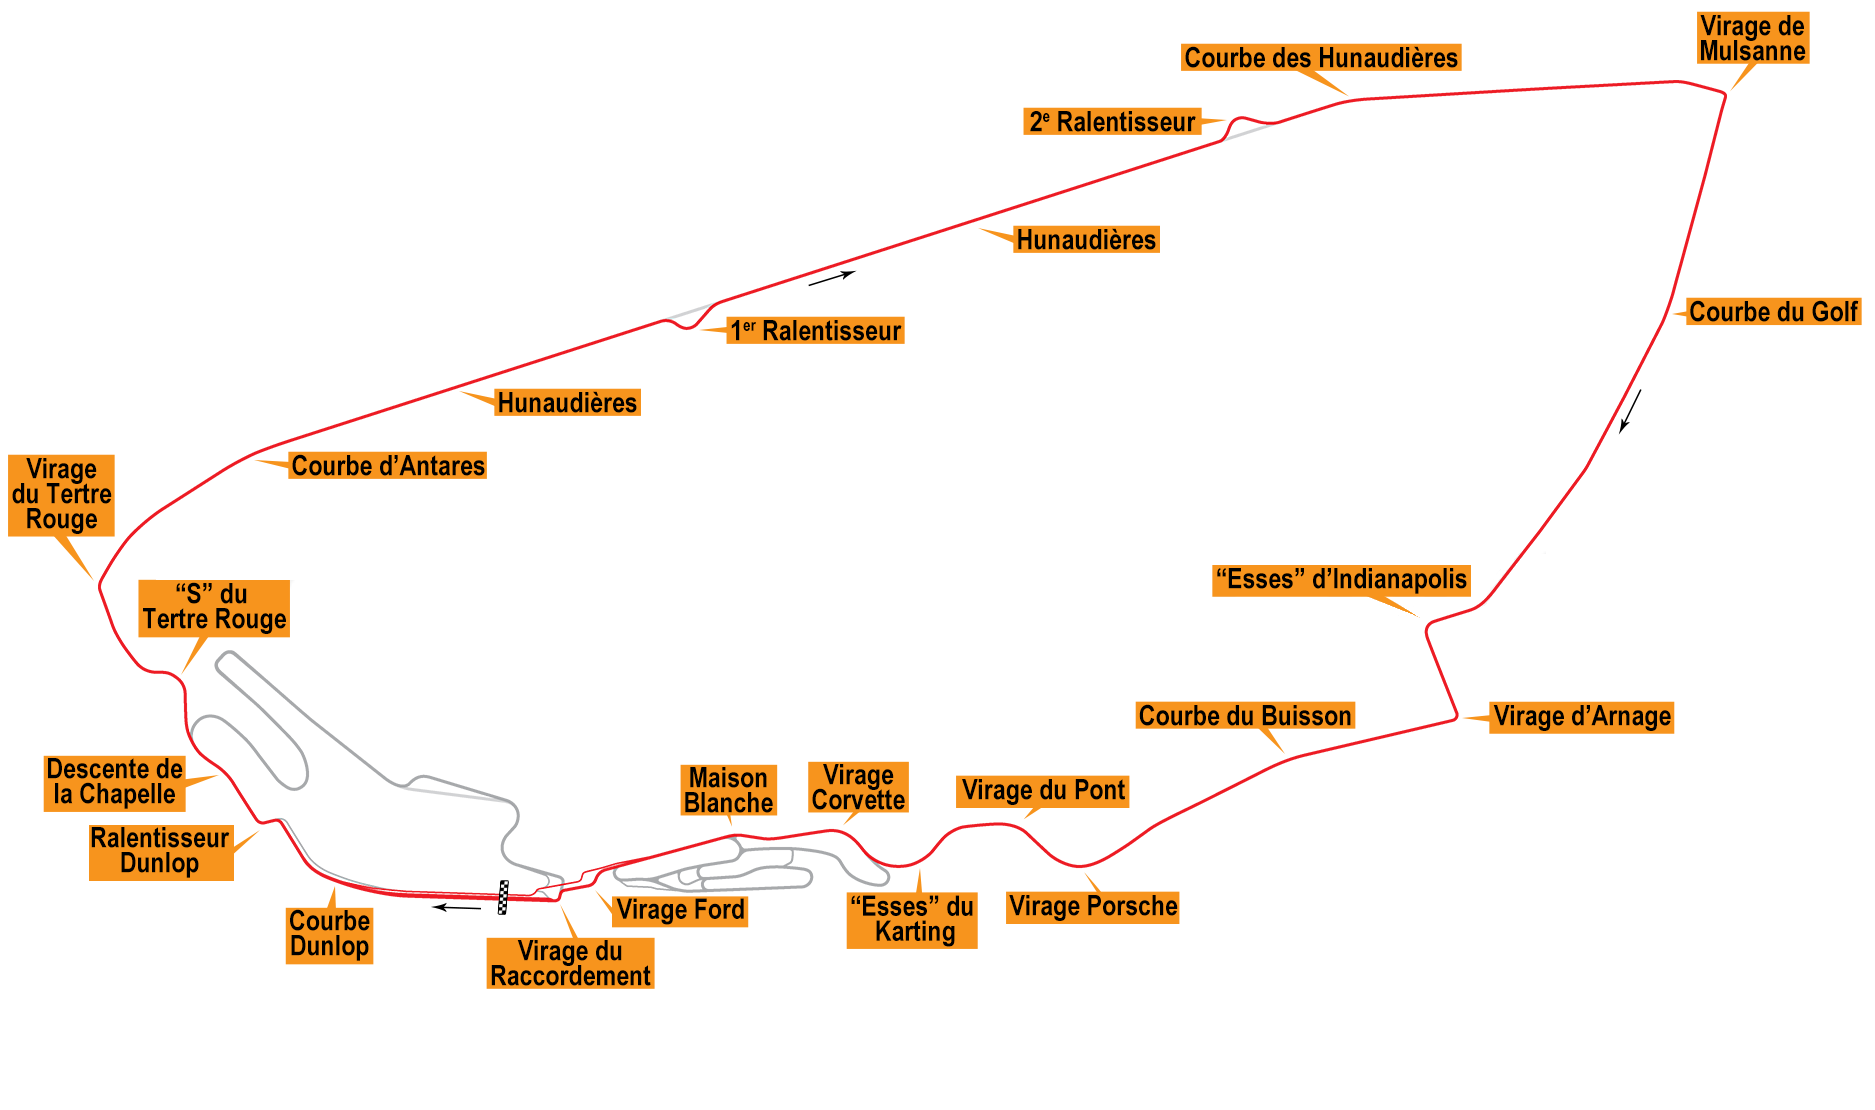 Virage de
Mulsanne
Courbe des Hunaudières
2e Ralentisseur
Hunaudières
Courbe du Golf
1er Ralentisseur
Hunaudières
Courbe d’Antares
Virage
du Tertre
Rouge
“S” du
Tertre Rouge
“Esses” d’Indianapolis
Courbe du Buisson
Virage d’Arnage
Descente de
la Chapelle
Maison
Blanche
Virage
Corvette
Virage du Pont
Ralentisseur
Dunlop
Courbe
Dunlop
Virage du
Raccordement
Virage Ford
“Esses” du
Karting
Virage Porsche